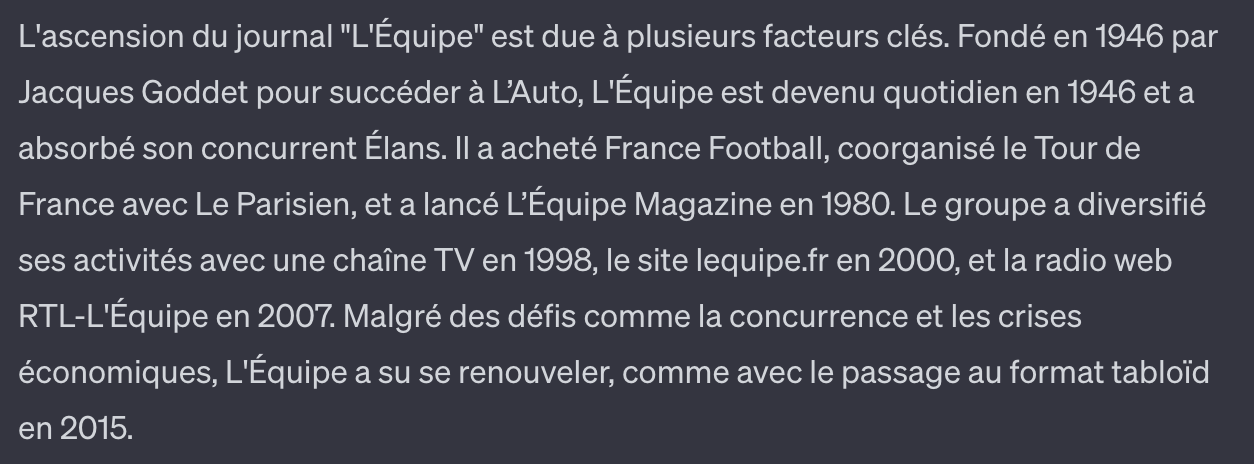 L'ascension du journal "L'Équipe" est due à plusieurs facteurs clés. Fondé en 1946 par
Jacques Goddet pour succéder à L’Auto, L'Équipe est devenu quotidien en 1946 et a
absorbé son concurrent Élans. Il a acheté France Football, coorganisé le Tour de
France avec Le Parisien, et a lancé L’Équipe Magazine en 1980. Le groupe a diversifié
ses activités avec une chaîne TV en 1998, le site lequipe.fr en 2000, et la radio web
RTL-L'Équipe en 2007. Malgré des défis comme la concurrence et les crises
économiques, L'Équipe a su se renouveler, comme avec le passage au format tabloïd
en 2015.